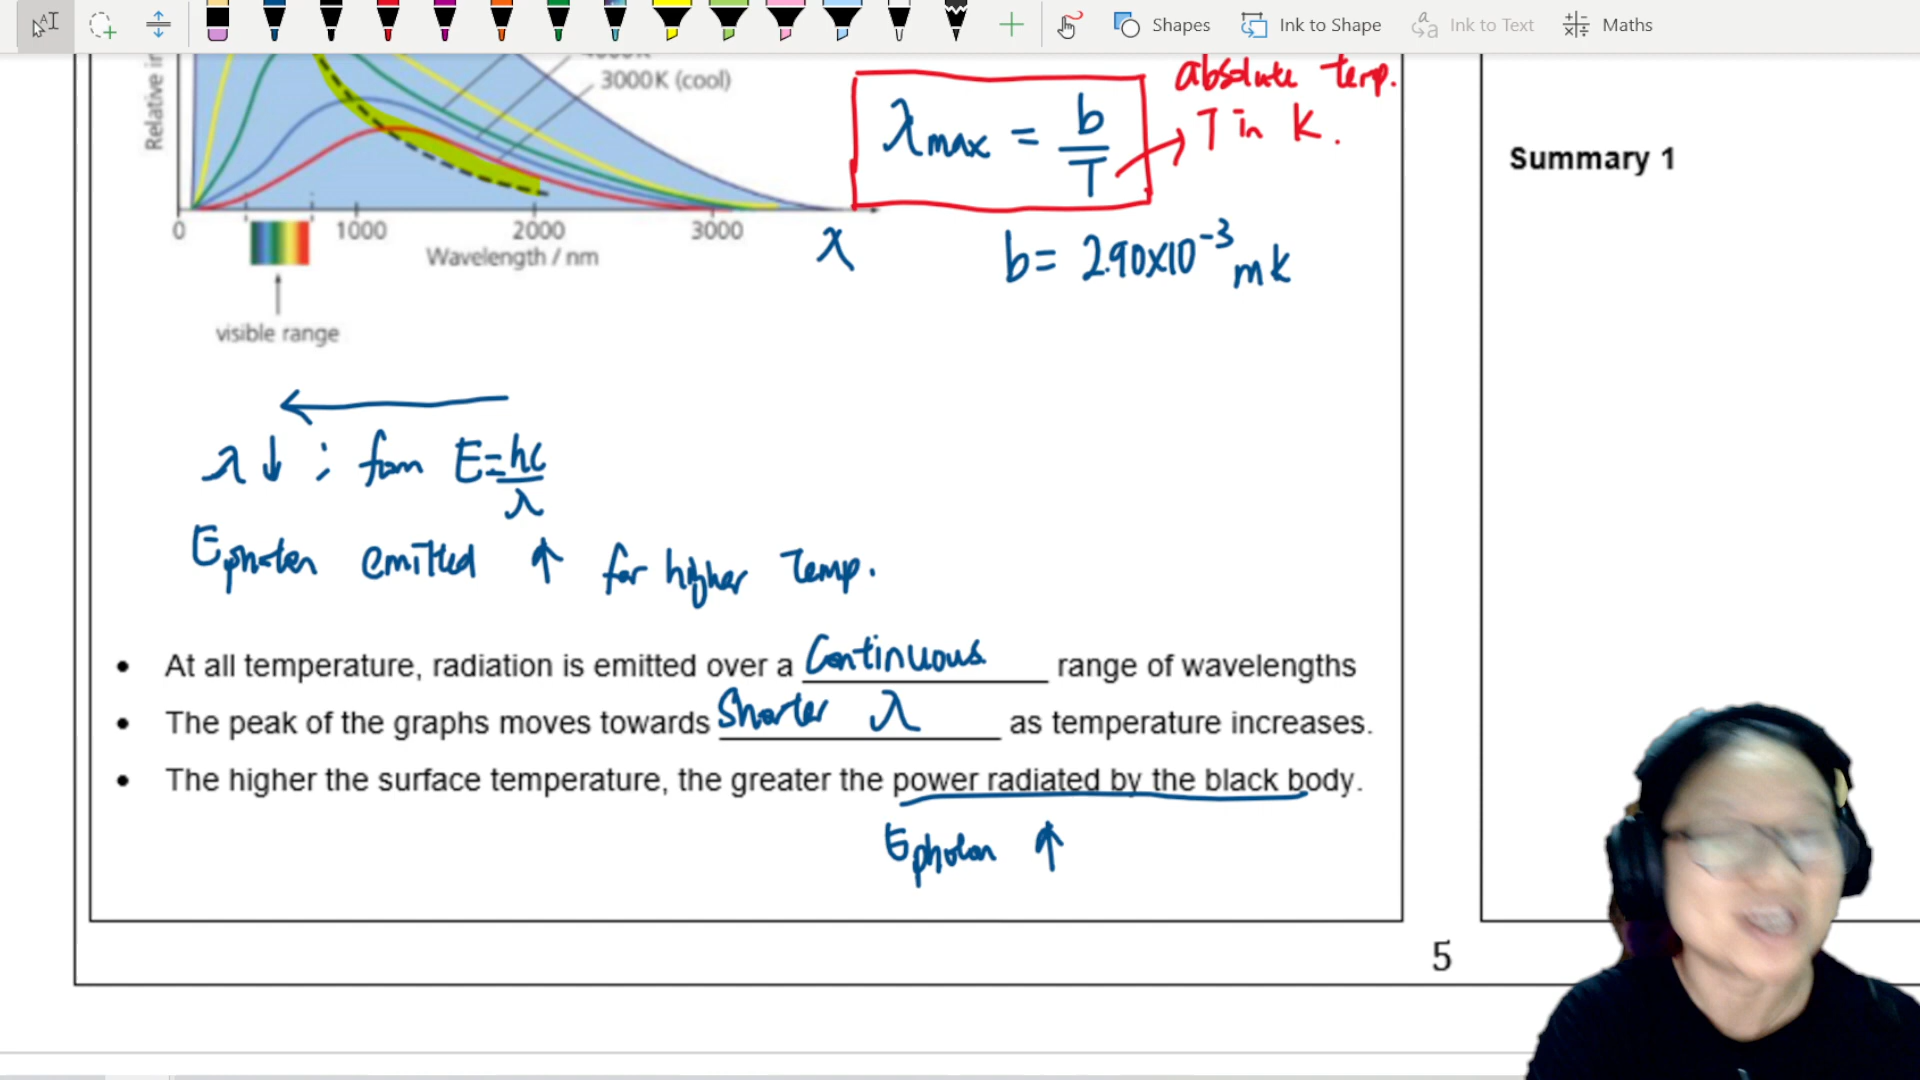 Shapes Ink to Shape Ink to Text Maths
Relative in
3000K (cool)
0 1000 2000 3000
Wavelength / nm
λ
visible range
λmax = b/T
absolute temp.
T in K.
b = 2.90x10⁻³ mk
Summary 1
λ↓ ; from E=hc/λ
Ephoton emitted ↑ for higher Temp.
• At all temperature, radiation is emitted over a Continuous range of wavelengths
• The peak of the graphs moves towards Shorter λ as temperature increases.
• The higher the surface temperature, the greater the power radiated by the black body.
Ephoton ↑
5